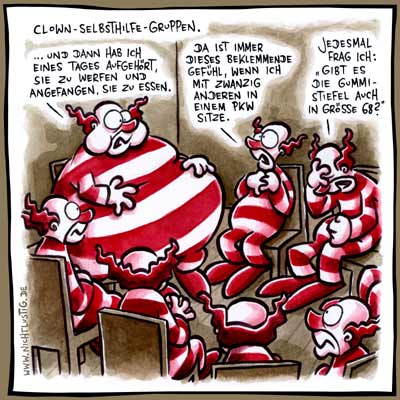 CLOWN-SELBSTHILFE-GRUPPEN.
... UND DANN HAB ICH
EINES TAGES AUFGEHÖRT,
SIE ZU WERFEN UND
ANGEFANGEN, SIE ZU ESSEN.
DA IST IMMER
DIESES BEKLEMMENDE
GEFÜHL, WENN ICH
MIT ZWANZIG
ANDEREN IN
EINEM PKW
SITZE.
JEDESMAL
FRAG ICH:
„GIBT ES
DIE GUMMI-
STIEFEL AUCH
IN GRÖSSE 68?"
WWW.NICHTLUSTIG.DE